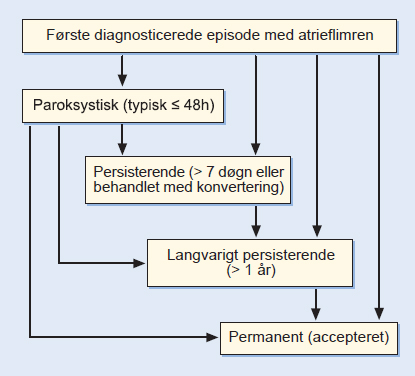 Første diagnosticerede episode med atrieflimren
Paroksystisk (typisk ≤ 48h)
Persisterende (> 7 døgn eller
behandlet med konvertering)
Langvarigt persisterende
(> 1 år)
Permanent (accepteret)